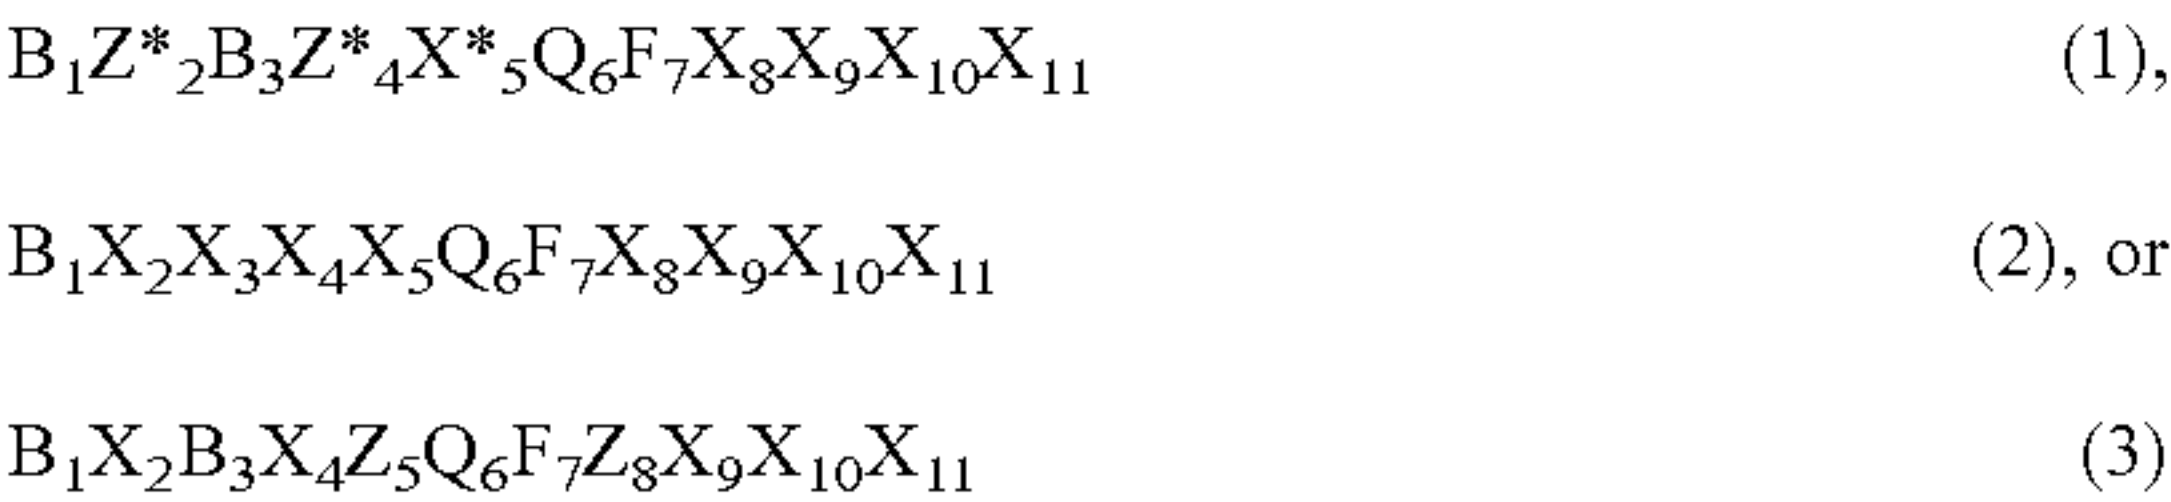 B₁Z*₂B₃Z*₄X*₅Q₆F₇X₈X₉X₁₀X₁₁ (1),
B₁X₂X₃X₄X₅Q₆F₇X₈X₉X₁₀X₁₁ (2), or
B₁X₂B₃X₄Z₅Q₆F₇Z₈X₉X₁₀X₁₁ (3)